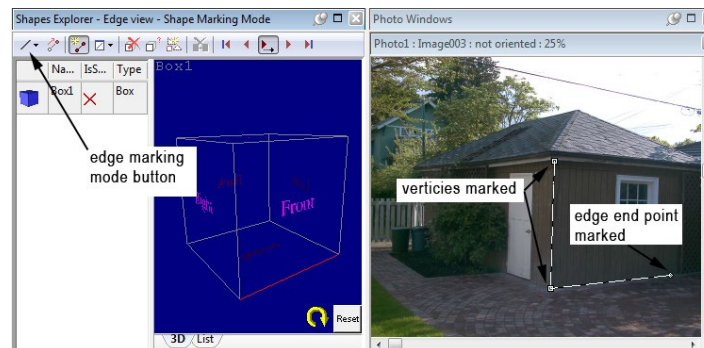 Shapes Explorer - Edge view - Shape Marking Mode
Photo Windows
Photo1 : Image003 : not oriented : 25%
Na... IsS... Type
Box1 Box
Box1
edge marking
mode button
Front
verticies marked
edge end point
marked
Reset
3D List